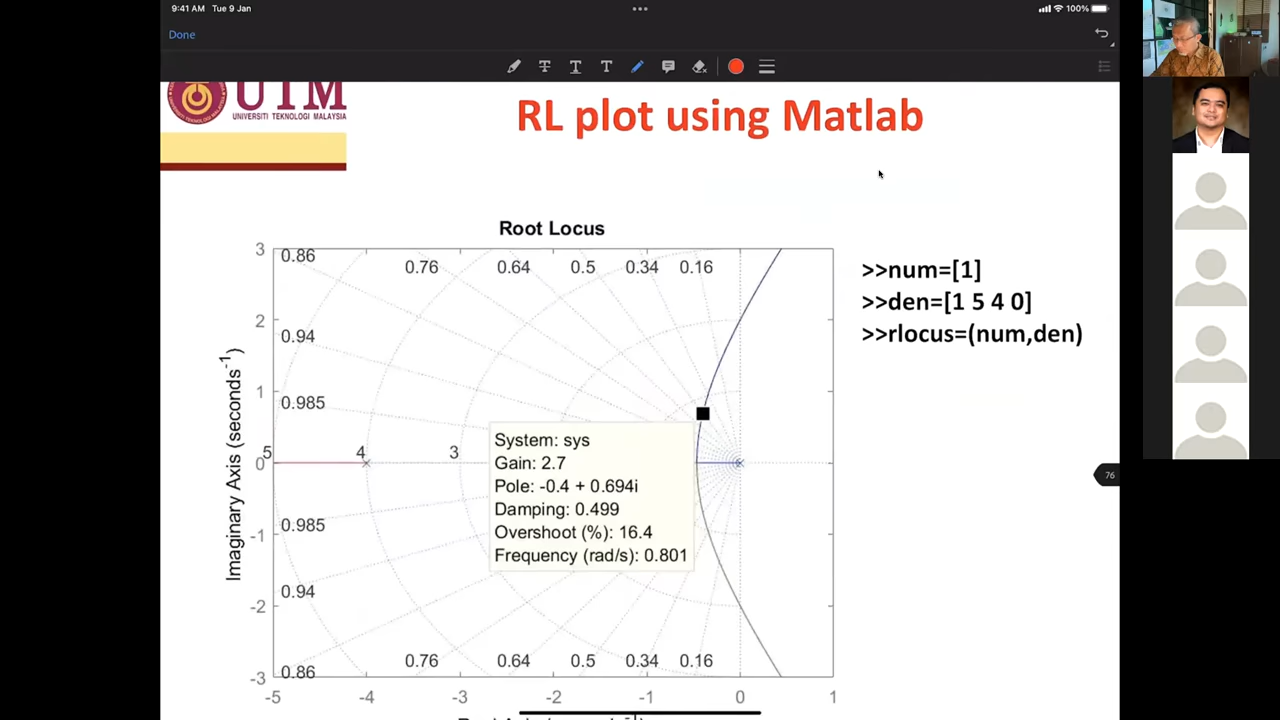 9:41 AM Tue 9 Jan
100%
Done
UTM
UNIVERSITI TEKNOLOGI MALAYSIA
RL plot using Matlab
Root Locus
>>num=[1]
>>den=[1 5 4 0]
>>rlocus=(num,den)
3
2
1
0
-1
-2
-3
Imaginary Axis (seconds-1)
0.86
0.76
0.64
0.5
0.34
0.16
0.94
0.985
5
4
3
System: sys
Gain: 2.7
Pole: -0.4 + 0.694i
Damping: 0.499
Overshoot (%): 16.4
Frequency (rad/s): 0.801
0.985
0.94
0.86
0.76
0.64
0.5
0.34
0.16
-5
-4
-3
-2
-1
0
1
76